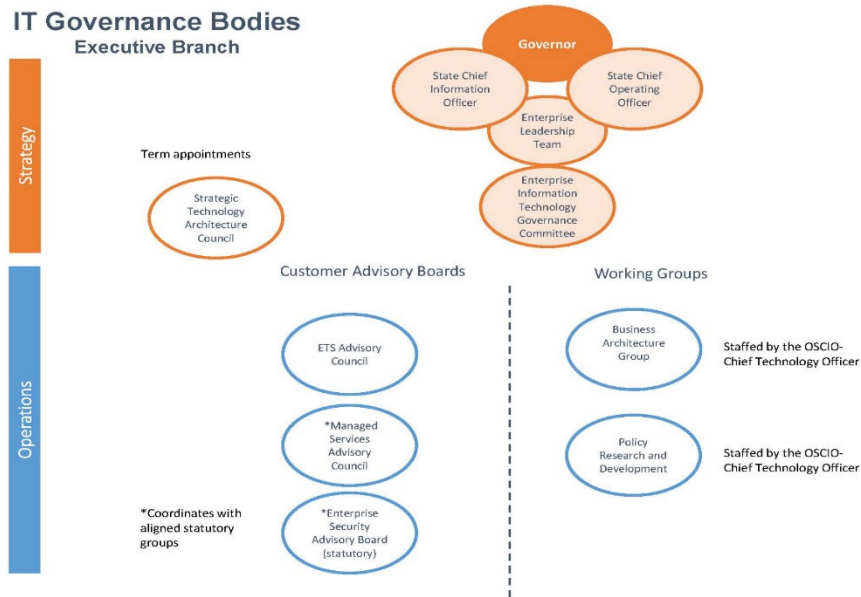 IT Governance Bodies
Executive Branch
Strategy
Governor
State Chief
Information
Officer
State Chief
Operating
Officer
Enterprise
Leadership
Team
Term appointments
Strategic
Technology
Architecture
Council
Enterprise
Information
Technology
Governance
Committee
Operations
Customer Advisory Boards
Working Groups
ETS Advisory
Council
Business
Architecture
Group
Staffed by the OSCIO-
Chief Technology Officer
*Managed
Services
Advisory
Council
Policy
Research and
Development
Staffed by the OSCIO-
Chief Technology Officer
*Coordinates with
aligned statutory
groups
*Enterprise
Security
Advisory Board
(statutory)